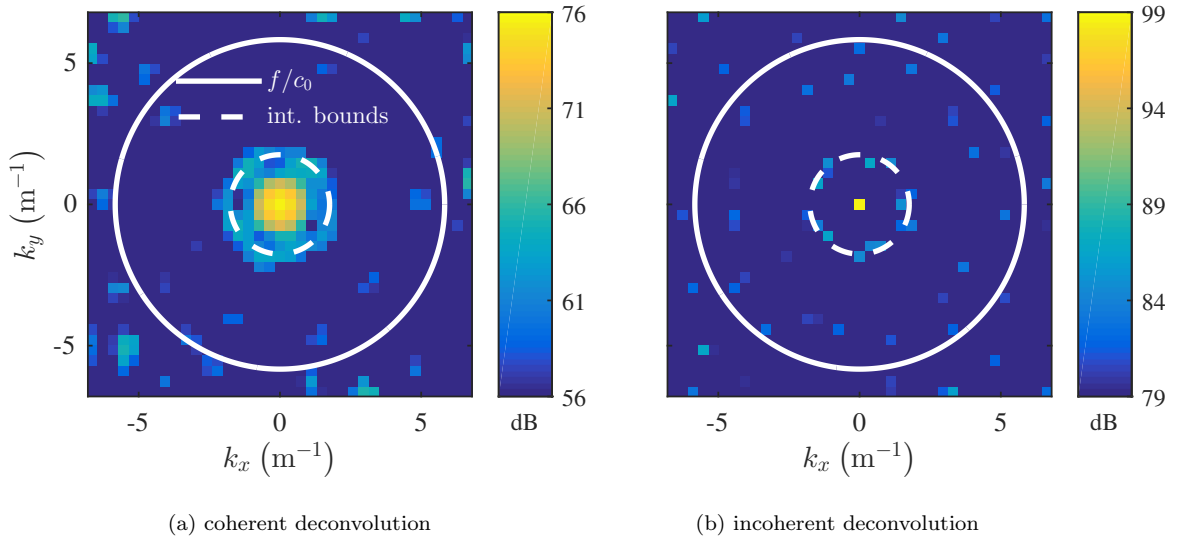 76
71
66
61
56
dB
5
0
-5
-5
0
5
k_y (m⁻¹)
k_x (m⁻¹)
f/c₀
int. bounds
99
94
89
84
79
dB
-5
0
5
k_x (m⁻¹)
(a) coherent deconvolution
(b) incoherent deconvolution